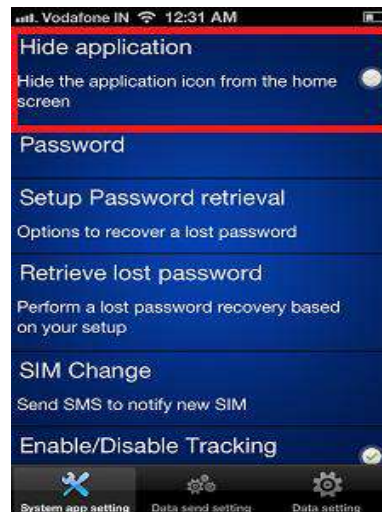 Vodafone IN 12:31 AM
Hide application
Hide the application icon from the home
screen
Password
Setup Password retrieval
Options to recover a lost password
Retrieve lost password
Perform a lost password recovery based
on your setup
SIM Change
Send SMS to notify new SIM
Enable/Disable Tracking
System app setting Data send setting Data setting